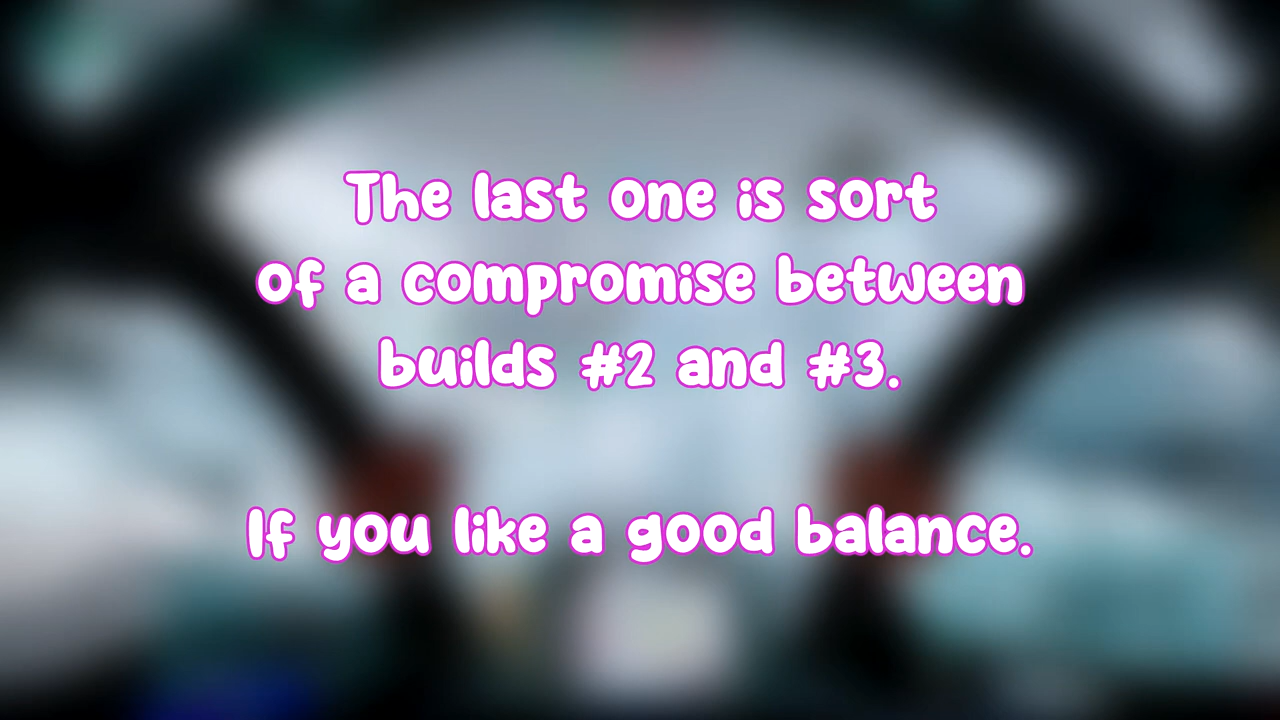 The last one is sort
of a compromise between
builds #2 and #3.
If you like a good balance.